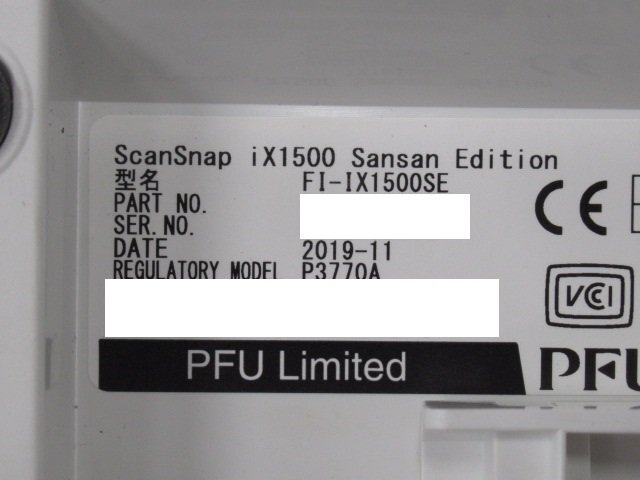 ScanSnap iX1500 Sansan Edition
型名 FI-IX1500SE
PART NO.
SER.NO.
DATE 2019-11
REGULATORY MODEL P3770A
CE
VCCI
PFU Limited
PFU